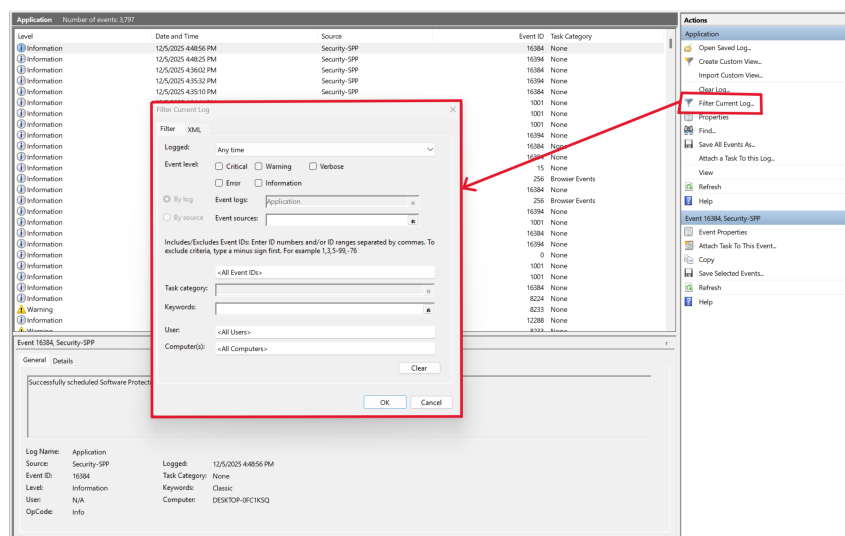 Application Number of events: 3,797
Level Date and Time Source Event ID Task Category
Information 12/5/2025 4:48:56 PM Security-SPP 16384 None
Information 12/5/2025 4:48:25 PM Security-SPP 16394 None
Information 12/5/2025 4:36:02 PM Security-SPP 16384 None
Information 12/5/2025 4:35:32 PM Security-SPP 16394 None
Information 12/5/2025 4:35:10 PM Security-SPP 16384 None
Information 1001 None
Information 1001 None
Information 1001 None
Information 16394 None
Information 16384 None
Information 16394 None
Information 15 None
Information 256 Browser Events
Information 16384 None
Information 256 Browser Events
Information 16394 None
Information 1001 None
Information 16384 None
Information 16394 None
Information 0 None
Information 1001 None
Information 1001 None
Information 16384 None
Information 8224 None
Warning 8233 None
Information 12288 None
Warning 8233 None
Filter Current Log
Filter XML
Logged: Any time
Event level: Critical Warning Verbose
Error Information
By log Event logs: Application
By source Event sources:
Includes/Excludes Event IDs: Enter ID numbers and/or ID ranges separated by commas. To
exclude criteria, type a minus sign first. For example 1,3,5-99,-76
<All Event IDs>
Task category:
Keywords:
User: <All Users>
Computer(s): <All Computers>
Clear
OK Cancel
Event 16384, Security-SPP
General Details
Successfully scheduled Software Protecti
Log Name: Application
Source: Security-SPP Logged: 12/5/2025 4:48:56 PM
Event ID: 16384 Task Category: None
Level: Information Keywords: Classic
User: N/A Computer: DESKTOP-0FC1KSQ
OpCode: Info
Actions
Application
Open Saved Log...
Create Custom View...
Import Custom View...
Clear Log...
Filter Current Log...
Properties
Find...
Save All Events As...
Attach a Task To this Log...
View
Refresh
Help
Event 16384, Security-SPP
Event Properties
Attach Task To This Event...
Copy
Save Selected Events...
Refresh
Help